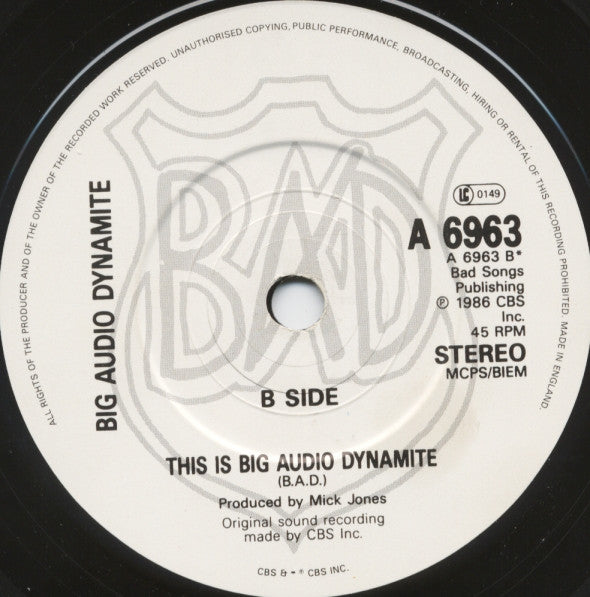 ALL RIGHTS OF THE PRODUCER AND OF THE OWNER OF THE RECORDED WORK RESERVED. UNAUTHORISED COPYING, PUBLIC PERFORMANCE, BROADCASTING, HIRING OR RENTAL OF THIS RECORDING PROHIBITED. MADE IN ENGLAND.
BIG AUDIO DYNAMITE
BAD
LC 0149
A 6963
A 6963 B*
Bad Songs
Publishing
℗ 1986 CBS
Inc.
45 RPM
STEREO
MCPS/BIEM
B SIDE
THIS IS BIG AUDIO DYNAMITE
(B.A.D.)
Produced by Mick Jones
Original sound recording
made by CBS Inc.
CBS & CBS INC.